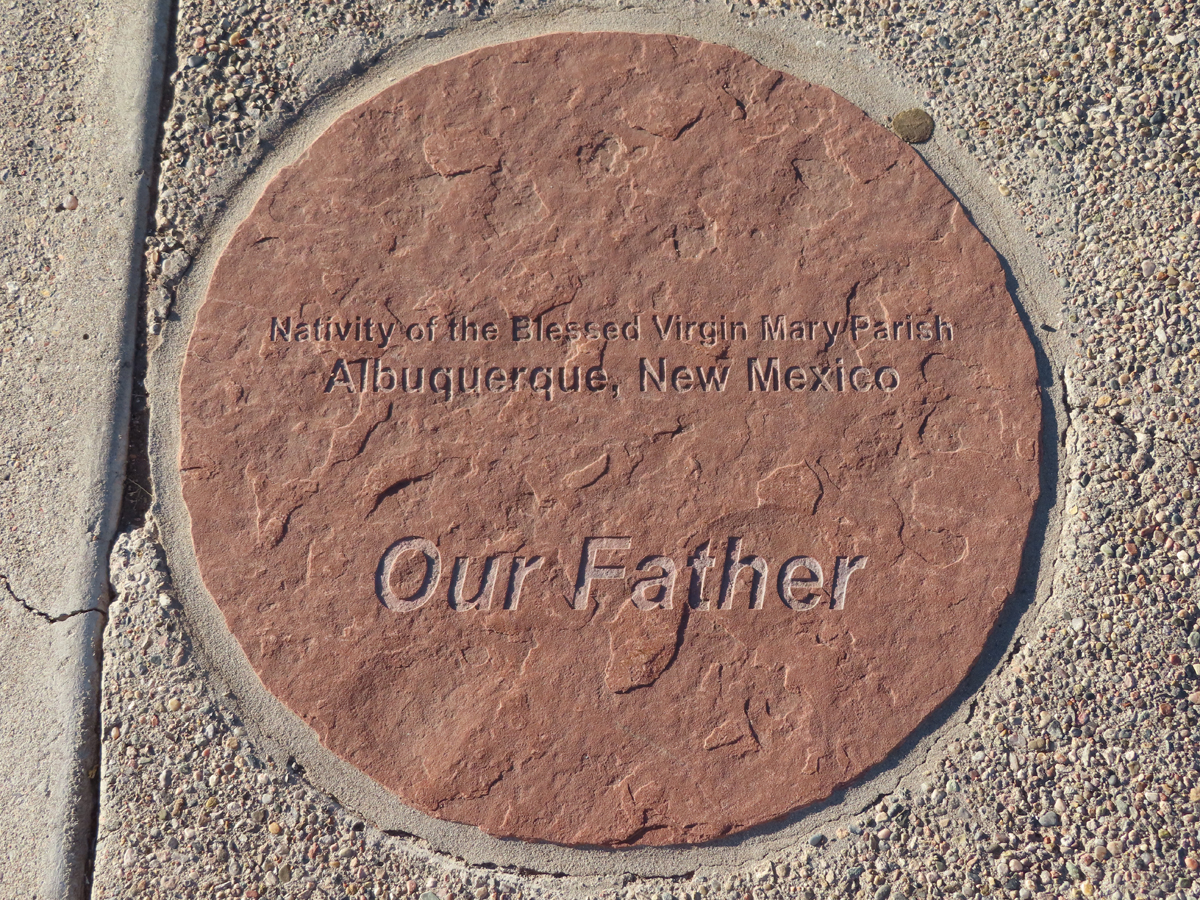 Nativity of the Blessed Virgin Mary Parish
Albuquerque, New Mexico
Our Father